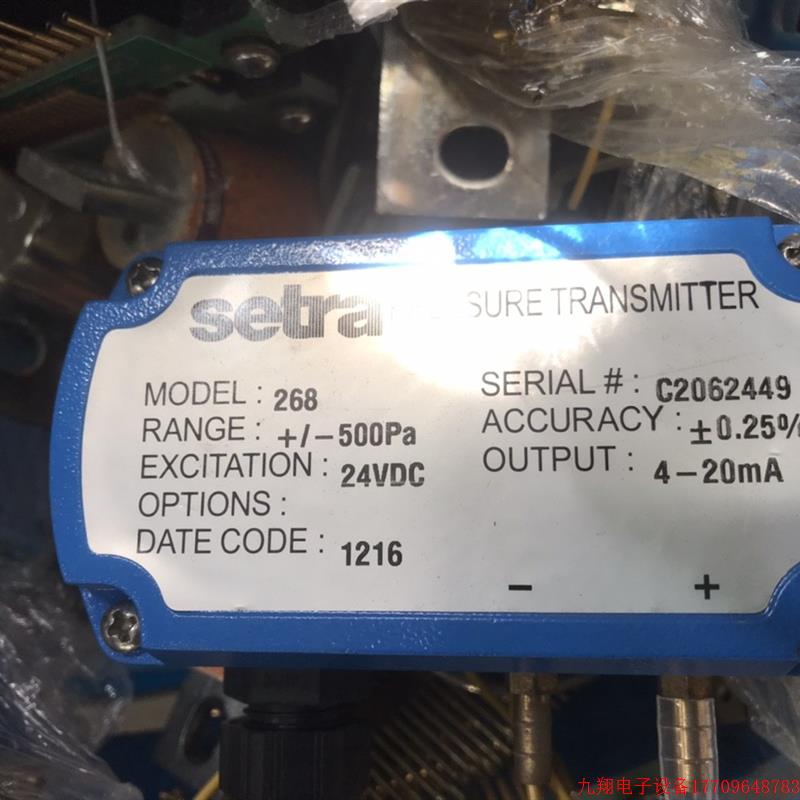 setra PRESSURE TRANSMITTER
MODEL : 268
RANGE : +/-500Pa
EXCITATION : 24VDC
OPTIONS :
DATE CODE : 1216
SERIAL # : C2062449
ACCURACY : ±0.25%
OUTPUT : 4-20mA
- +
九翔电子设备17709648783